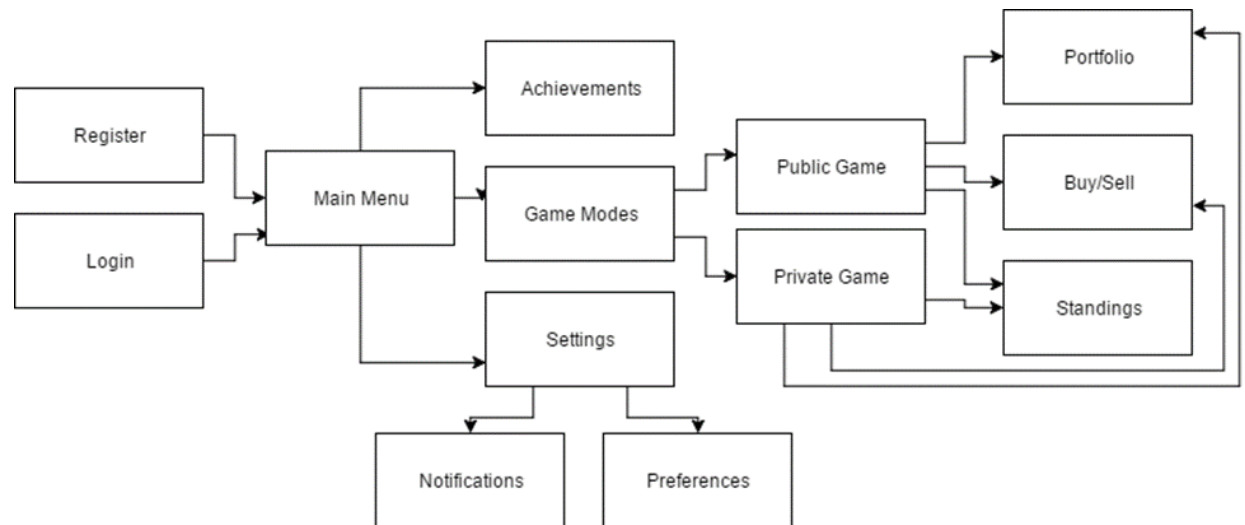 Register
Login
Main Menu
Achievements
Game Modes
Settings
Notifications
Preferences
Public Game
Private Game
Portfolio
Buy/Sell
Standings